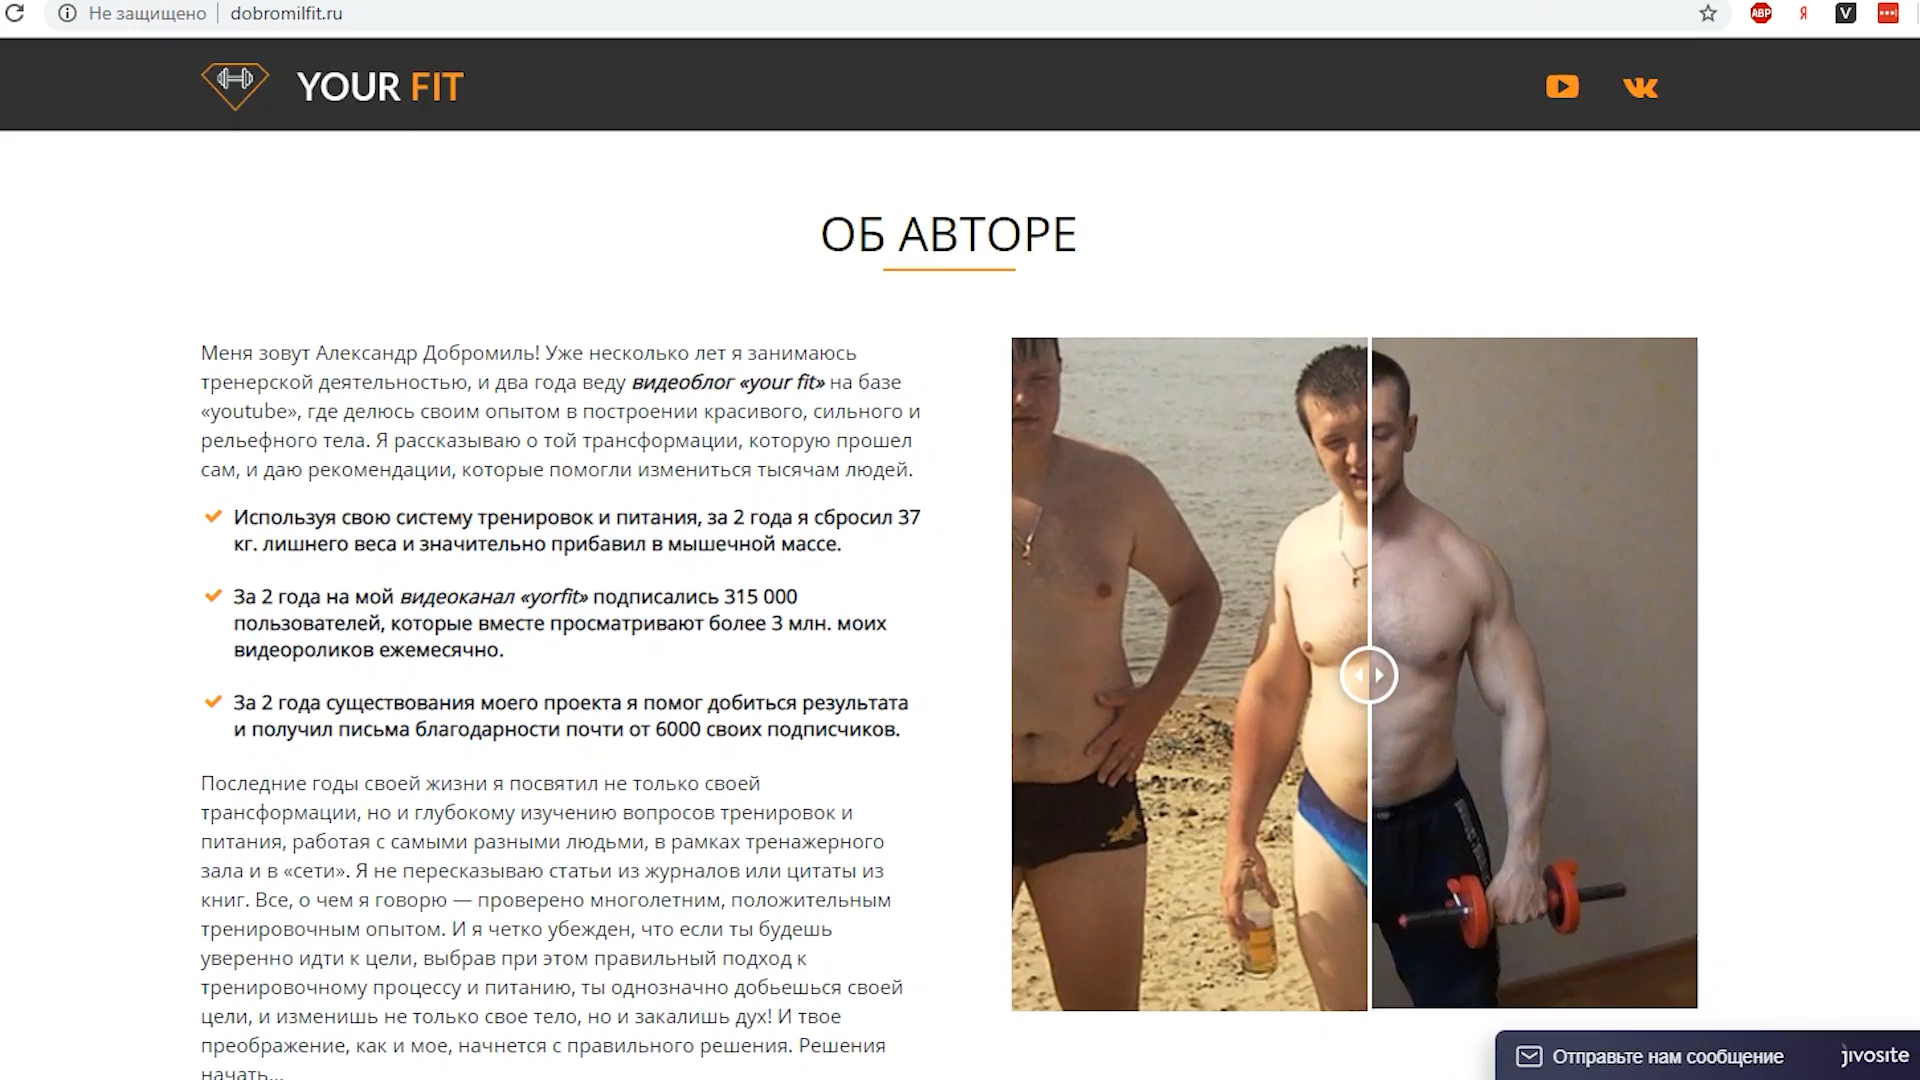 Не защищено
dobromilfit.ru
ABP
Я
V
YOUR FIT
ОБ АВТОРЕ
Меня зовут Александр Добромиль! Уже несколько лет я занимаюсь
тренерской деятельностью, и два года веду видеоблог «your fit» на базе
«youtube», где делюсь своим опытом в построении красивого, сильного и
рельефного тела. Я рассказываю о той трансформации, которую прошел
сам, и даю рекомендации, которые помогли измениться тысячам людей.
Используя свою систему тренировок и питания, за 2 года я сбросил 37
кг. лишнего веса и значительно прибавил в мышечной массе.
За 2 года на мой видеоканал «yorfit» подписались 315 000
пользователей, которые вместе просматривают более 3 млн. моих
видеороликов ежемесячно.
За 2 года существования моего проекта я помог добиться результата
и получил письма благодарности почти от 6000 своих подписчиков.
Последние годы своей жизни я посвятил не только своей
трансформации, но и глубокому изучению вопросов тренировок и
питания, работая с самыми разными людьми, в рамках тренажерного
зала и в «сети». Я не пересказываю статьи из журналов или цитаты из
книг. Все, о чем я говорю — проверено многолетним, положительным
тренировочным опытом. И я четко убежден, что если ты будешь
уверенно идти к цели, выбрав при этом правильный подход к
тренировочному процессу и питанию, ты однозначно добьешься своей
цели, и изменишь не только свое тело, но и закалишь дух! И твое
преображение, как и мое, начнется с правильного решения. Решения
начать...
Отправьте нам сообщение
jivosite